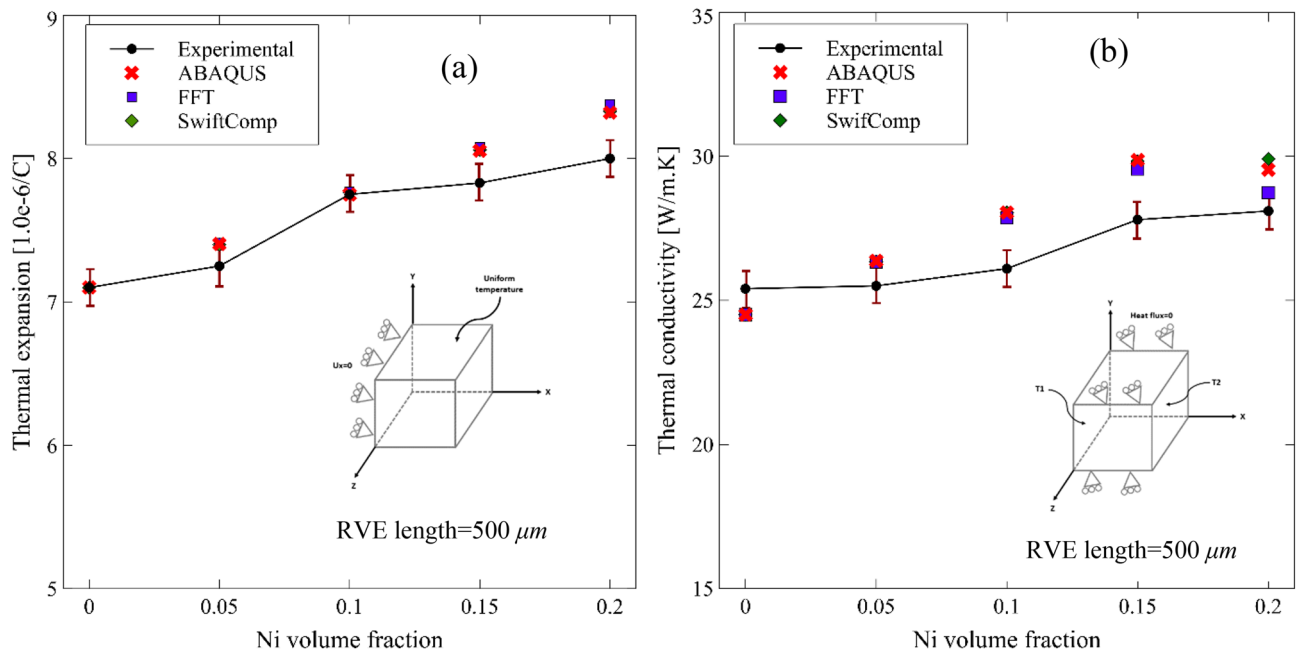 (a)
Experimental
ABAQUS
FFT
SwiftComp
Thermal expansion [1.0e-6/C]
9
8
7
6
5
0
0.05
0.1
0.15
0.2
Ni volume fraction
Uniform
temperature
Ux=0
Y
X
Z
RVE length=500 μm
(b)
Experimental
ABAQUS
FFT
SwifComp
Thermal conductivity [W/m.K]
35
30
25
20
15
0
0.05
0.1
0.15
0.2
Ni volume fraction
Heat flux=0
T1
T2
Y
X
Z
RVE length=500 μm